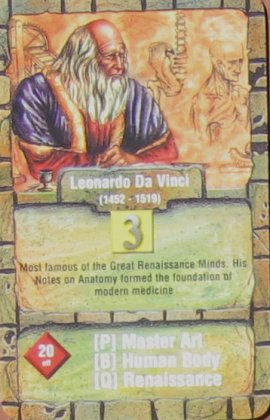 Leonardo Da Vinci
(1452 - 1519)
3
Most famous of the Great Renaissance Minds. His
Notes on Anatomy formed the foundation of
modern medicine
20
off
[P] Master Art
[B] Human Body
[Q] Renaissance